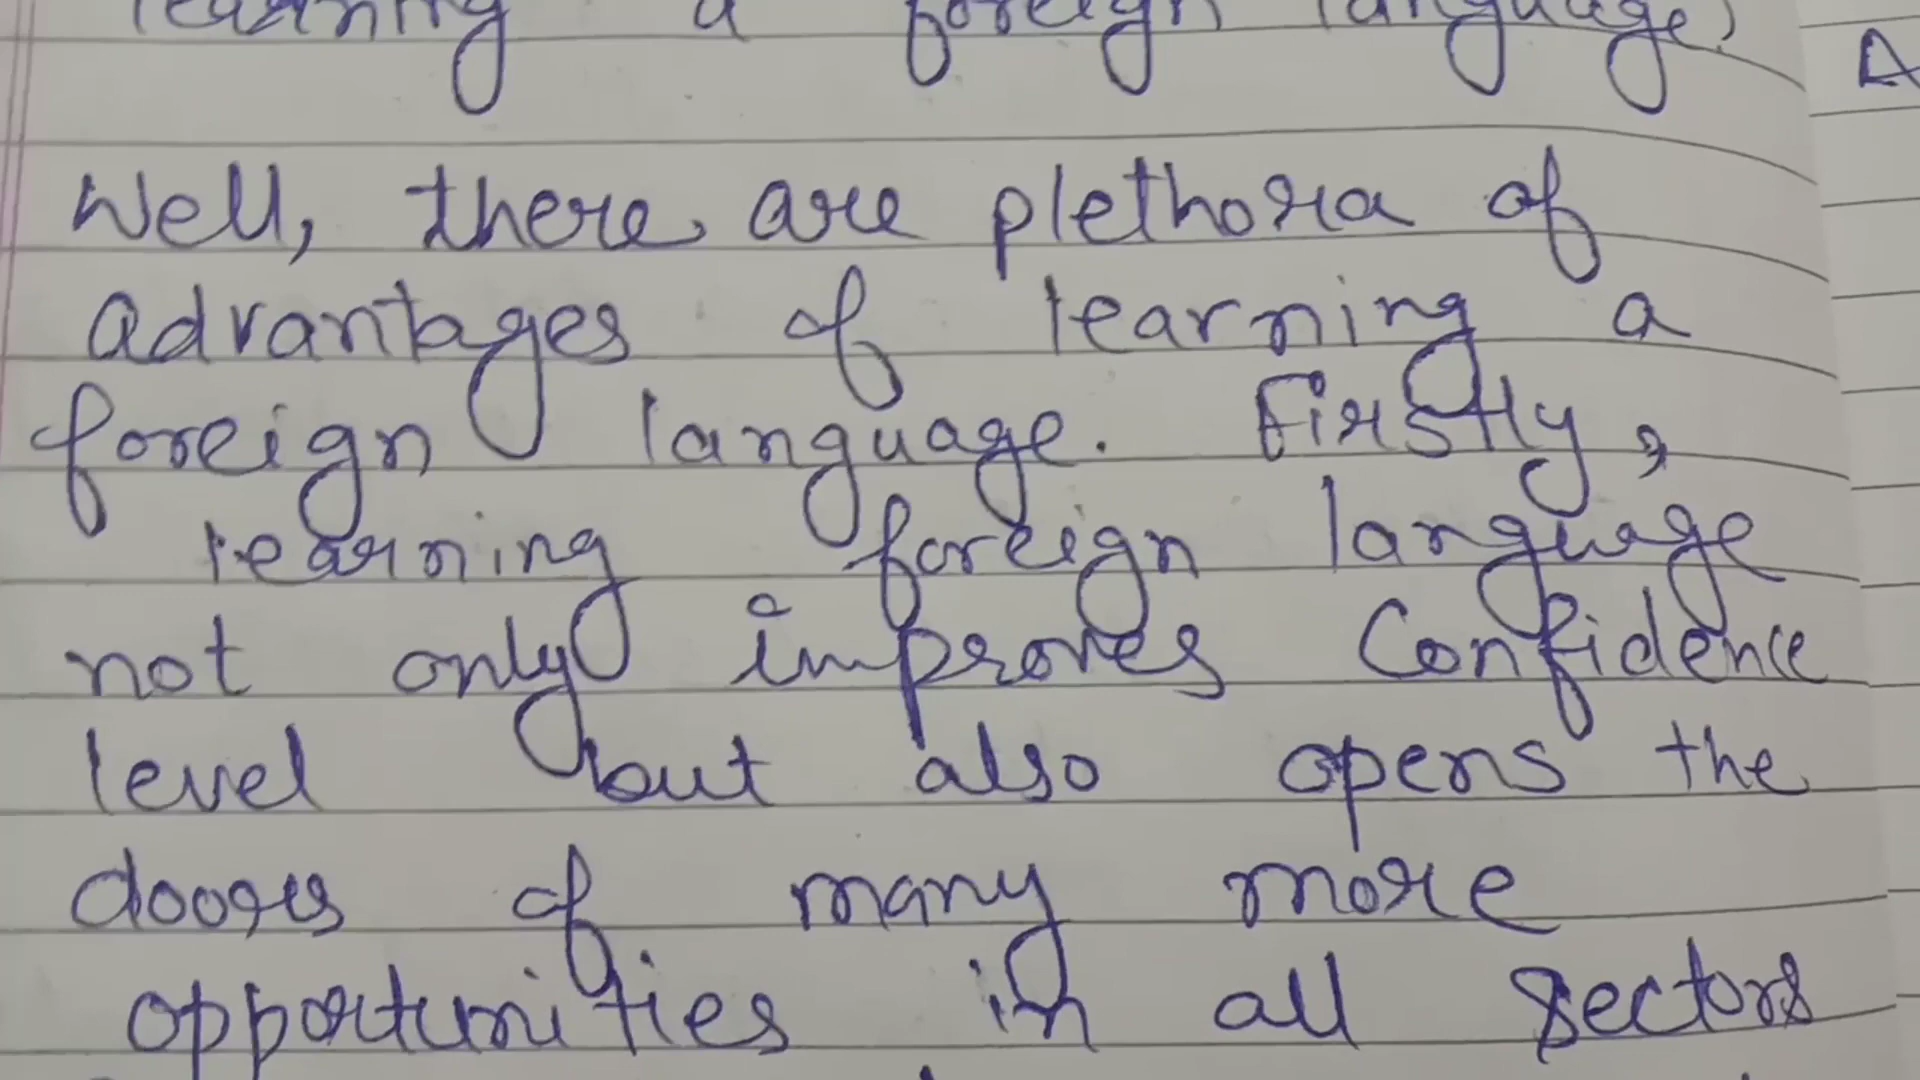 learning a foreign language?
Well, there are plethora of
advantages of learning a
foreign language. Firstly,
learning foreign language
not only improves Confidence
level but also opens the
doors of many more
opportunities in all sectors